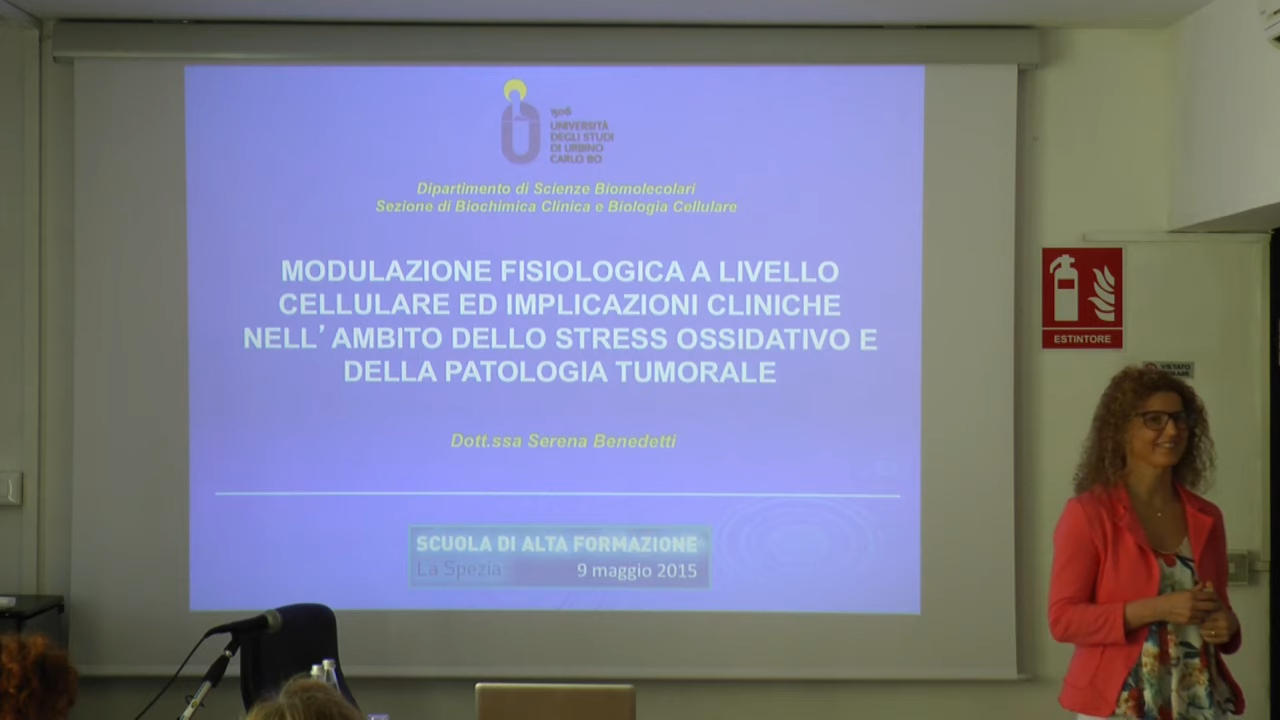 1506
UNIVERSITÀ
DEGLI STUDI
DI URBINO
CARLO BO
Dipartimento di Scienze Biomolecolari
Sezione di Biochimica Clinica e Biologia Cellulare
MODULAZIONE FISIOLOGICA A LIVELLO
CELLULARE ED IMPLICAZIONI CLINICHE
NELL’ AMBITO DELLO STRESS OSSIDATIVO E
DELLA PATOLOGIA TUMORALE
Dott.ssa Serena Benedetti
SCUOLA DI ALTA FORMAZIONE
La Spezia 9 maggio 2015
ESTINTORE
VIETATO